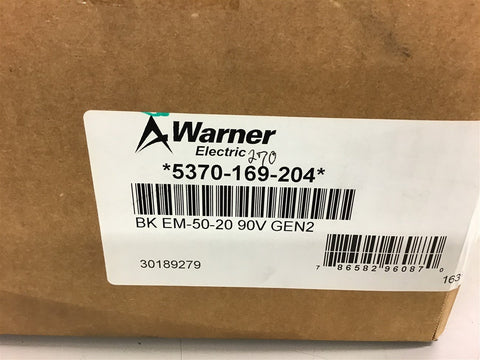 Warner
Electric 270
*5370-169-204*
BK EM-50-20 90V GEN2
30189279
7 86582 96087 0
163